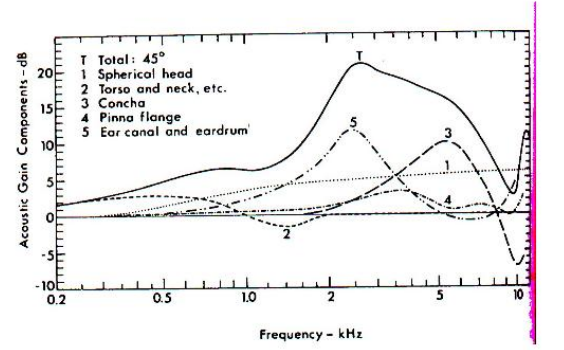 T Total: 45°
1 Spherical head
2 Torso and neck, etc.
3 Concha
4 Pinna flange
5 Ear canal and eardrum
Acoustic Gain Components - dB
20
15
10
5
0
-5
-10
T
5
3
1
4
2
0.2
0.5
1.0
2
5
10
Frequency - kHz